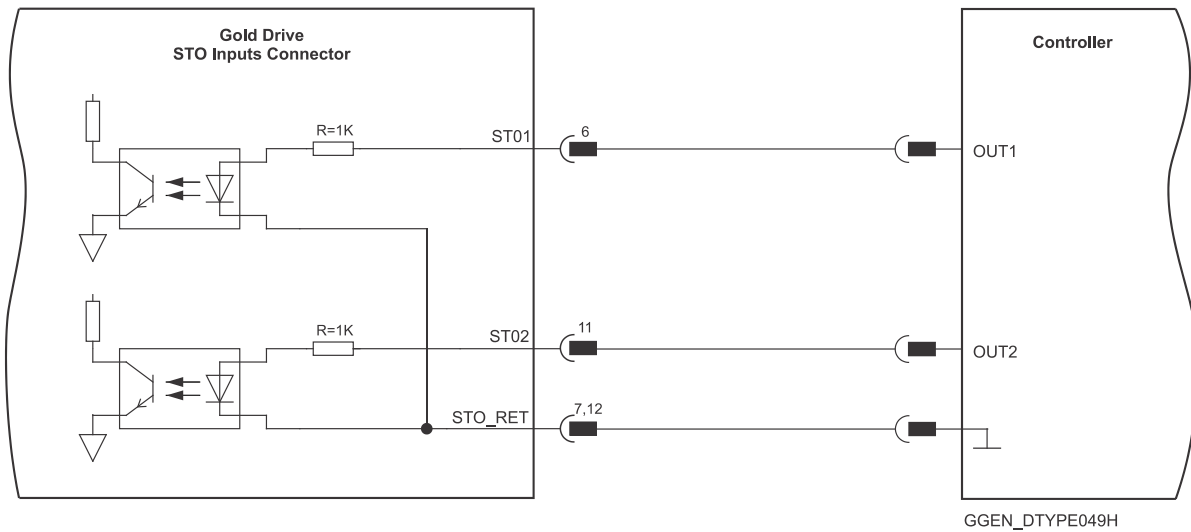 Gold Drive
STO Inputs Connector
Controller
R=1K
ST01
6
OUT1
R=1K
ST02
11
OUT2
STO_RET
7,12
GGEN_DTYPE049H